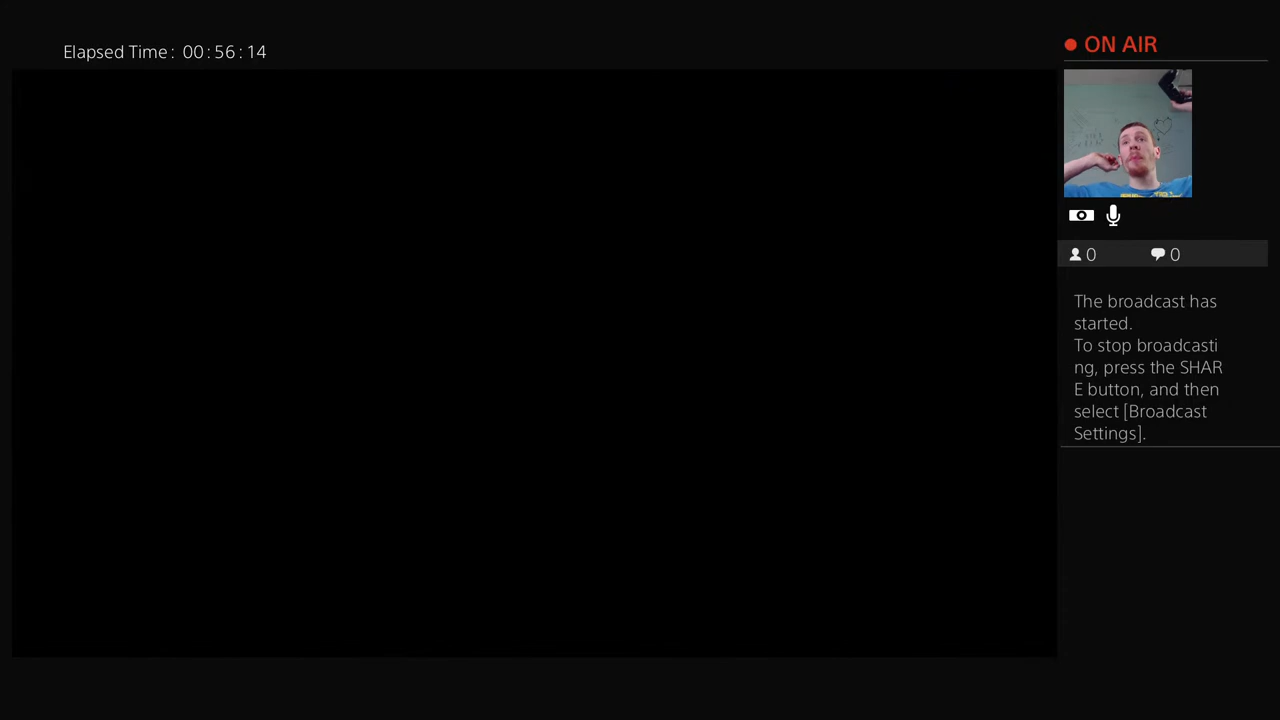 Elapsed Time: 00:56:14
ON AIR
0 0
The broadcast has
started.
To stop broadcasti
ng, press the SHAR
E button, and then
select [Broadcast
Settings].